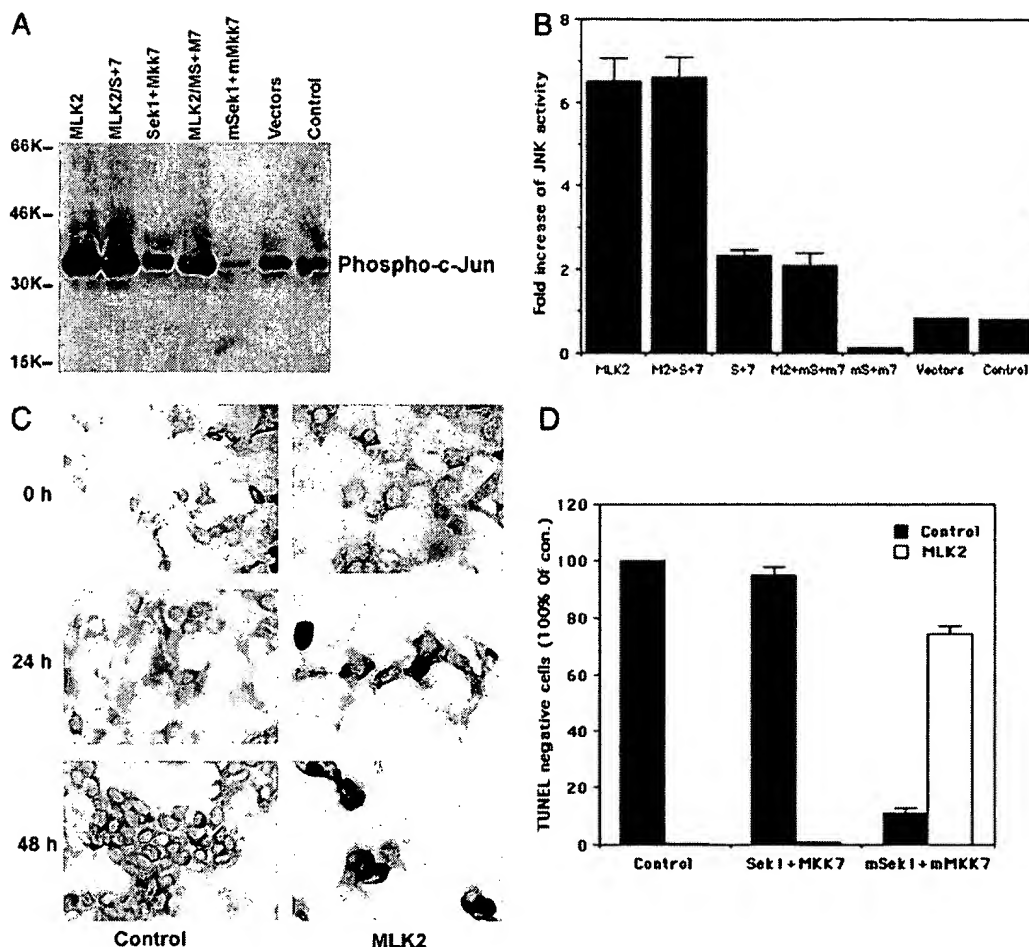 A
MLK2
MLK2/S+7
Sek1+Mkk7
MLK2/MS+M7
mSek1+mMkk7
Vectors
Control
66K–
46K–
30K–
16K–
Phospho-c-Jun
B
Fold increase of JNK activity
8
6
4
2
0
MLK2
M2+S+7
S+7
M2+mS+m7
mS+m7
Vectors
Control
C
0 h
24 h
48 h
Control
MLK2
D
TUNEL negative cells (100% Of con.)
120
100
80
60
40
20
0
Control
MLK2
Control
Sek1+MKK7
mSek1+mMKK7